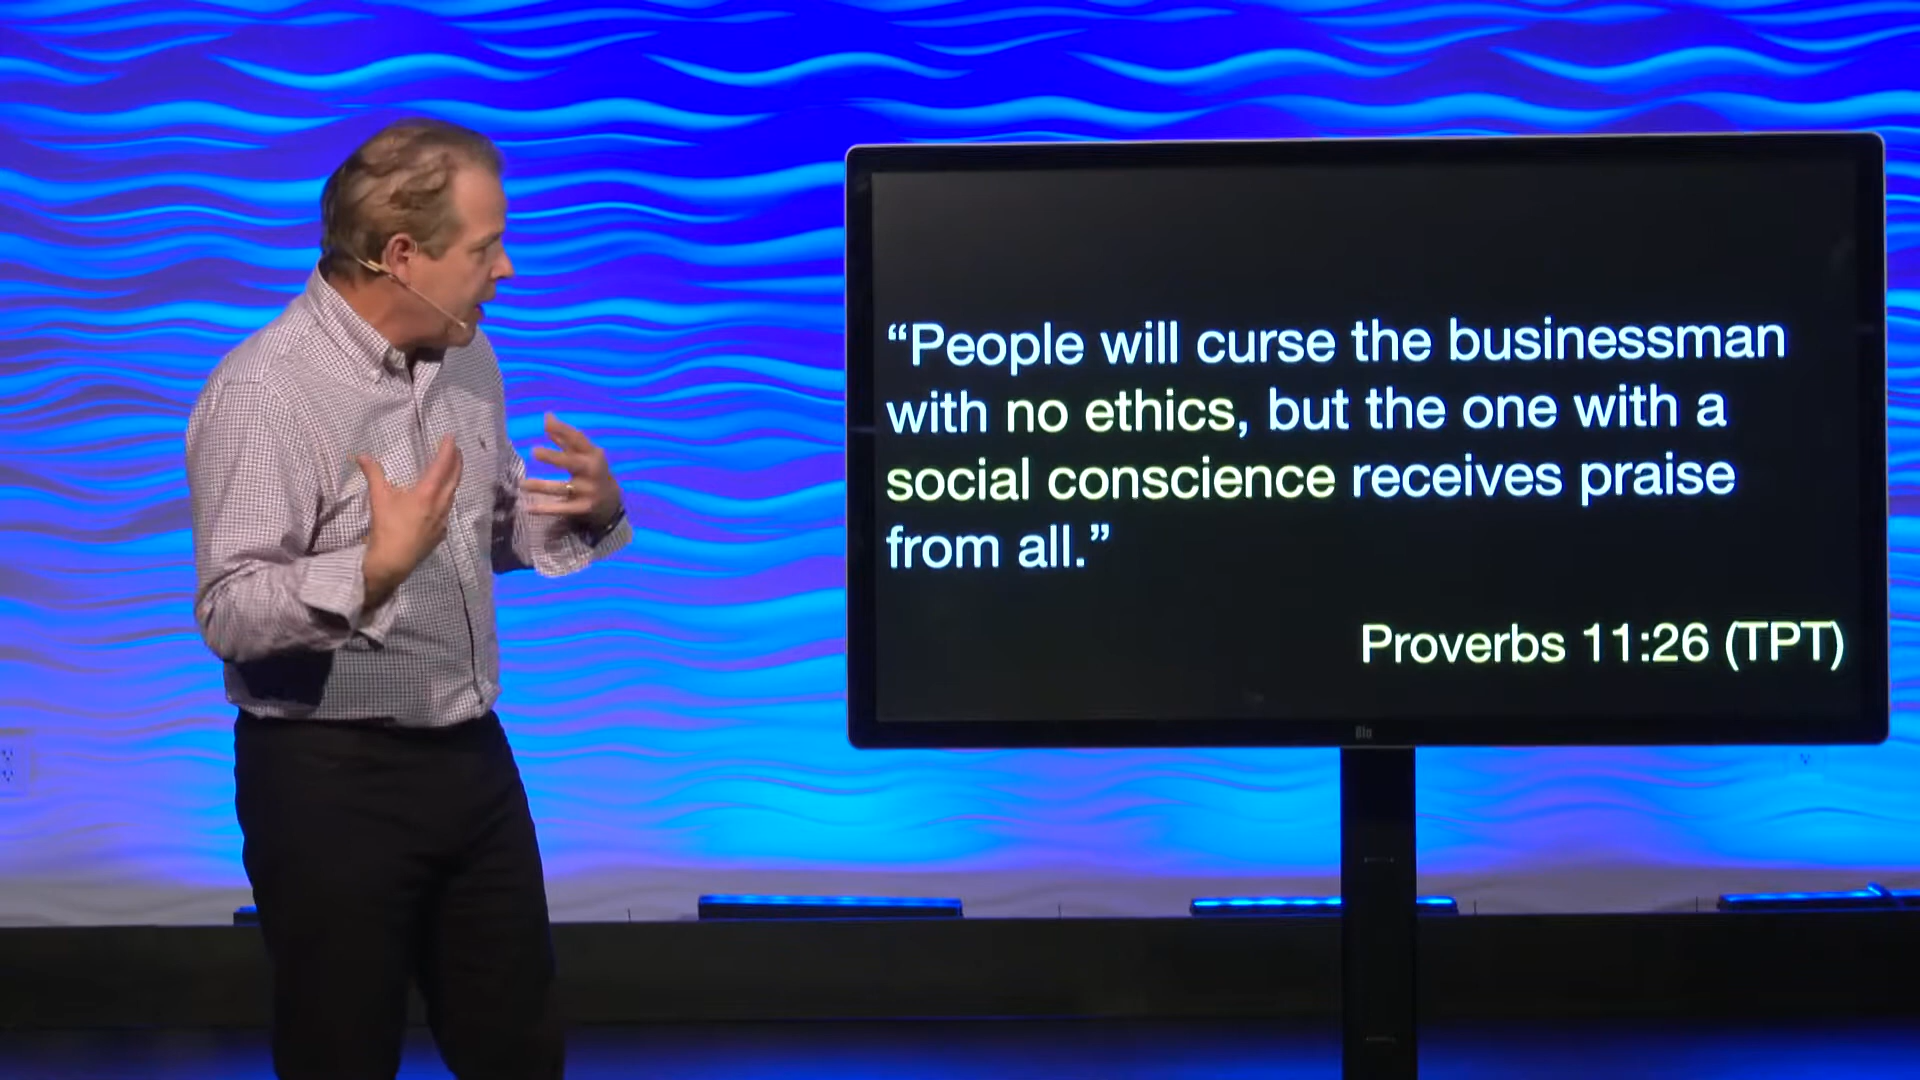 “People will curse the businessman
with no ethics, but the one with a
social conscience receives praise
from all.”
Proverbs 11:26 (TPT)
elo